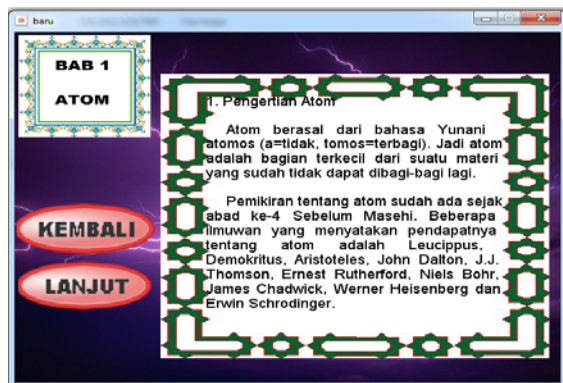 baru
BAB 1
ATOM
KEMBALI
LANJUT
1. Pengertian Atom
Atom berasal dari bahasa Yunani
atomos (a=tidak, tomos=terbagi). Jadi atom
adalah bagian terkecil dari suatu materi
yang sudah tidak dapat dibagi-bagi lagi.
Pemikiran tentang atom sudah ada sejak
abad ke-4 Sebelum Masehi. Beberapa
ilmuwan yang menyatakan pendapatnya
tentang atom adalah Leucippus,
Demokritus, Aristoteles, John Dalton, J.J.
Thomson, Ernest Rutherford, Niels Bohr,
James Chadwick, Werner Heisenberg dan
Erwin Schrodinger.